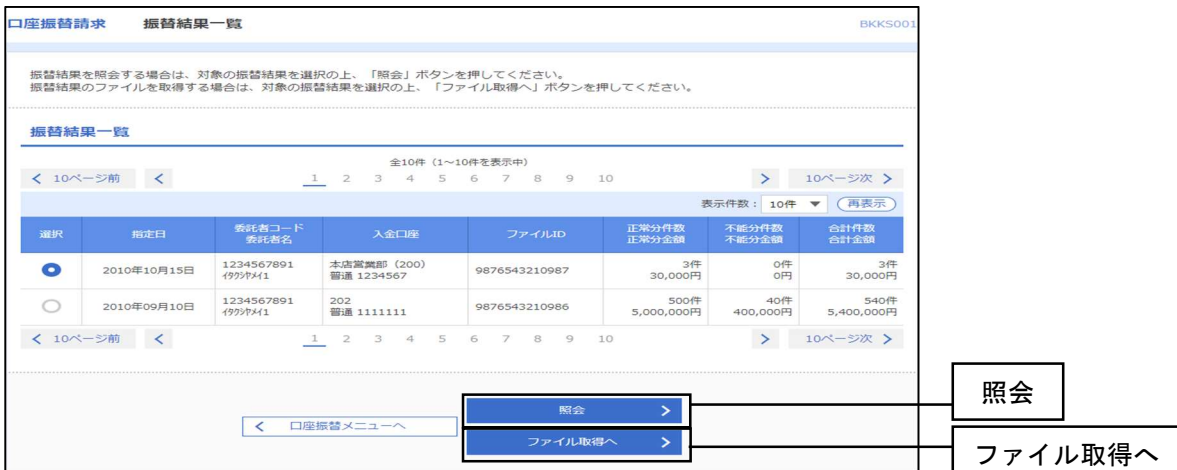 口座振替請求 振替結果一覧 BKKS001
振替結果を照会する場合は、対象の振替結果を選択の上、「照会」ボタンを押してください。
振替結果のファイルを取得する場合は、対象の振替結果を選択の上、「ファイル取得へ」ボタンを押してください。
振替結果一覧
全10件（1～10件を表示中）
10ページ前 1 2 3 4 5 6 7 8 9 10 10ページ次
表示件数： 10件 再表示
選択 指定日 委託者コード 入金口座 ファイルID 正常分件数 不能分件数 合計件数
委託者名 正常分金額 不能分金額 合計金額
2010年10月15日 1234567891 本店営業部（200） 9876543210987 3件 0件 3件
ｲﾀｸｼﾔﾒｲ1 普通 1234567 30,000円 0円 30,000円
2010年09月10日 1234567891 202 9876543210986 500件 40件 540件
ｲﾀｸｼﾔﾒｲ1 普通 1111111 5,000,000円 400,000円 5,400,000円
10ページ前 1 2 3 4 5 6 7 8 9 10 10ページ次
照会
口座振替メニューへ
ファイル取得へ
照会
ファイル取得へ